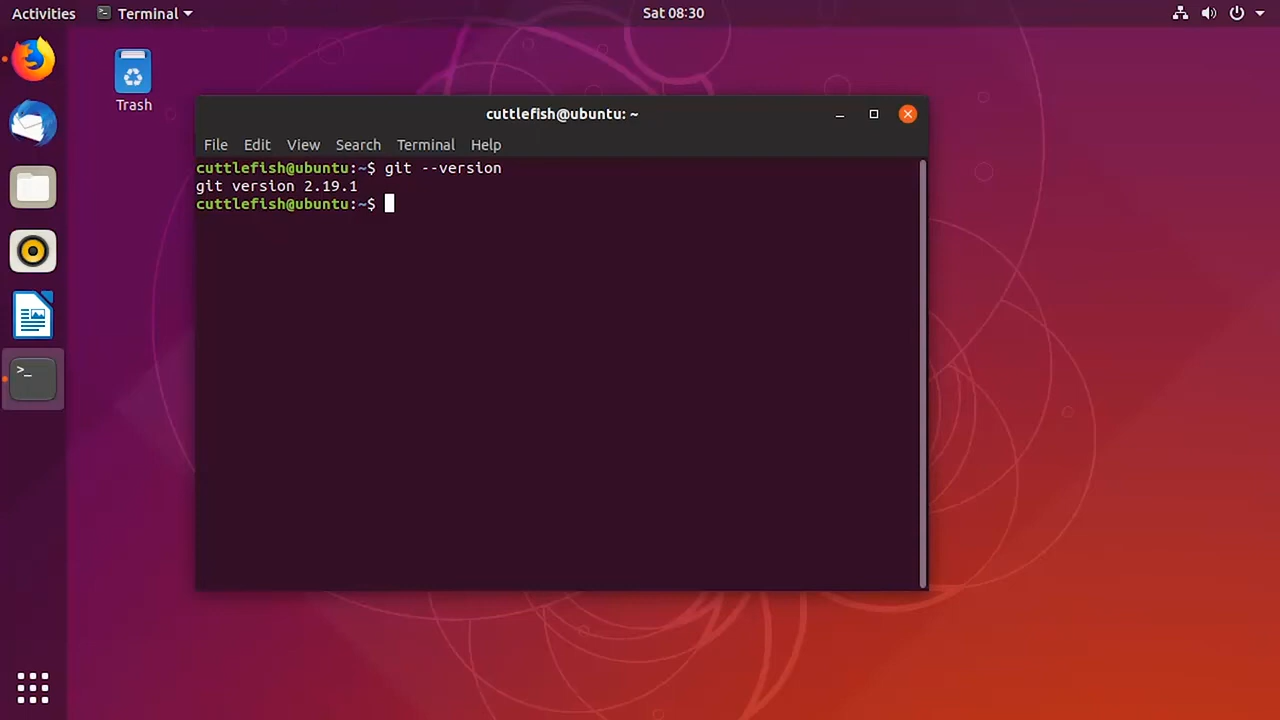 Activities Terminal Sat 08:30
Trash
cuttlefish@ubuntu: ~
File Edit View Search Terminal Help
cuttlefish@ubuntu:~$ git --version
git version 2.19.1
cuttlefish@ubuntu:~$
>_